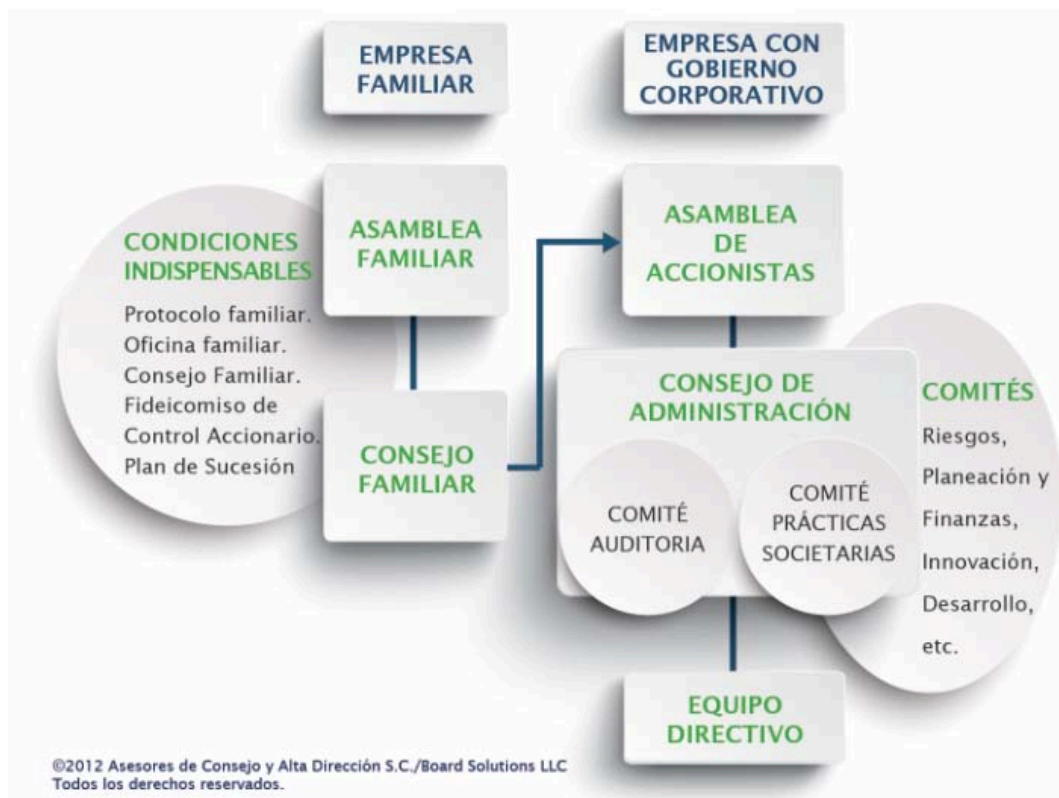 EMPRESA
FAMILIAR
EMPRESA CON
GOBIERNO
CORPORATIVO
CONDICIONES
INDISPENSABLES
Protocolo familiar.
Oficina familiar.
Consejo Familiar.
Fideicomiso de
Control Accionario.
Plan de Sucesión
ASAMBLEA
FAMILIAR
CONSEJO
FAMILIAR
ASAMBLEA
DE
ACCIONISTAS
CONSEJO DE
ADMINISTRACIÓN
COMITÉ
AUDITORIA
COMITÉ
PRÁCTICAS
SOCIETARIAS
COMITÉS
Riesgos,
Planeación y
Finanzas,
Innovación,
Desarrollo,
etc.
EQUIPO
DIRECTIVO
©2012 Asesores de Consejo y Alta Dirección S.C./Board Solutions LLC
Todos los derechos reservados.